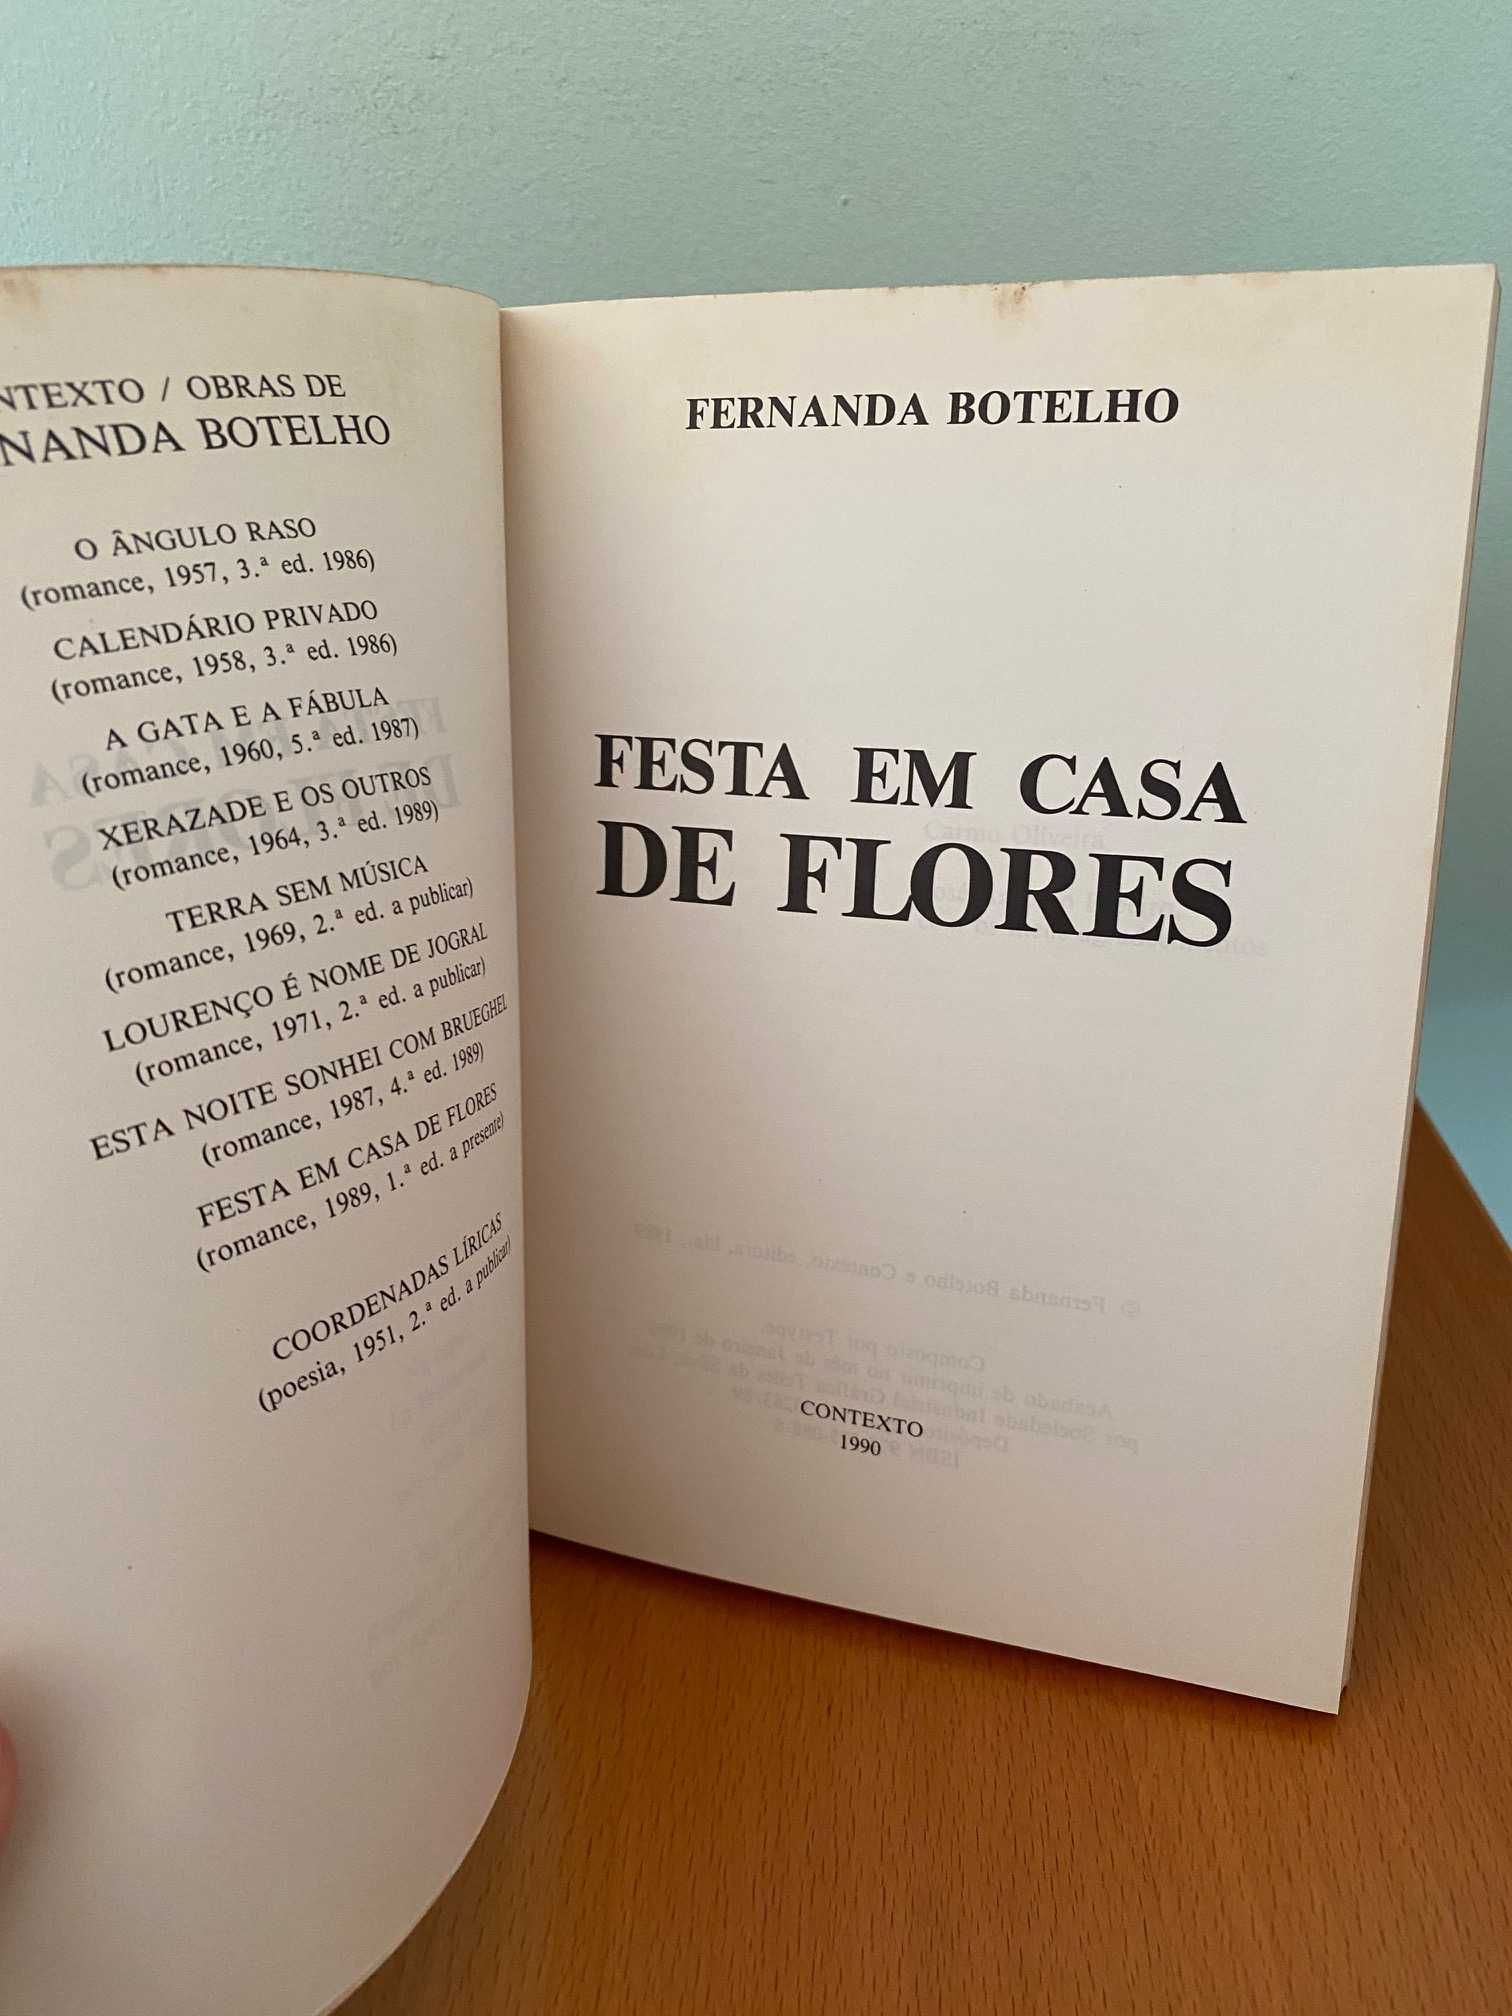 / OBRAS DE
BOTELHO
O ÂNGULO RASO
(romance, 1957, 3.ª ed. 1986)
CALENDÁRIO PRIVADO
(romance, 1958, 3.ª ed. 1986)
A GATA E A FÁBULA
(romance, 1960, 5.ª ed. 1987)
XERAZADE E OS OUTROS
(romance, 1964, 3.ª ed. 1989)
TERRA SEM MÚSICA
(romance, 1969, 2.ª ed. a publicar)
LOURENÇO É NOME DE JOGRAL
(romance, 1971, 2.ª ed. a publicar)
ESTA NOITE SONHEI COM BRUEGHEL
(romance, 1987, 4.ª ed. 1989)
FESTA EM CASA DE FLORES
(romance, 1989, 1.ª ed. a presente)
COORDENADAS LÍRICAS
(poesia, 1951, 2.ª ed. a publicar)
FERNANDA BOTELHO
FESTA EM CASA
DE FLORES
CONTEXTO
1990